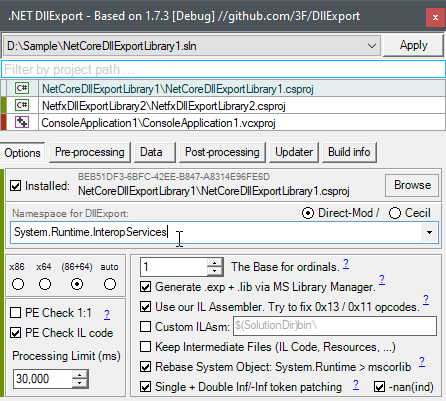 .NET DllExport - Based on 1.7.3 [Debug] //github.com/3F/DllExport
D:\Sample\NetCoreDllExportLibrary1.sln Apply
Filter by project path ...
C# NetCoreDllExportLibrary1\NetCoreDllExportLibrary1.csproj
C# NetfxDllExportLibrary2\NetfxDllExportLibrary2.csproj
ConsoleApplication1\ConsoleApplication1.vcxproj
Options Pre-processing Data Post-processing Updater Build info
BEB51DF3-6BFC-42EE-B847-A8314E96FE6D
Installed: NetCoreDllExportLibrary1\NetCoreDllExportLibrary1.csproj Browse
Namespace for DllExport: Direct-Mod / Cecil
System.Runtime.InteropServices
x86 x64 (86+64) auto
1 The Base for ordinals. ?
Generate .exp + .lib via MS Library Manager. ?
PE Check 1:1 ? Use our IL Assembler. Try to fix 0x13 / 0x11 opcodes. ?
PE Check IL code Custom ILAsm: $(SolutionDir)bin\
Keep Intermediate Files (IL Code, Resources, ...)
Processing Limit (ms) Rebase System Object: System.Runtime > mscorlib ?
30,000 Single + Double Inf/-Inf token patching ? -nan(ind)